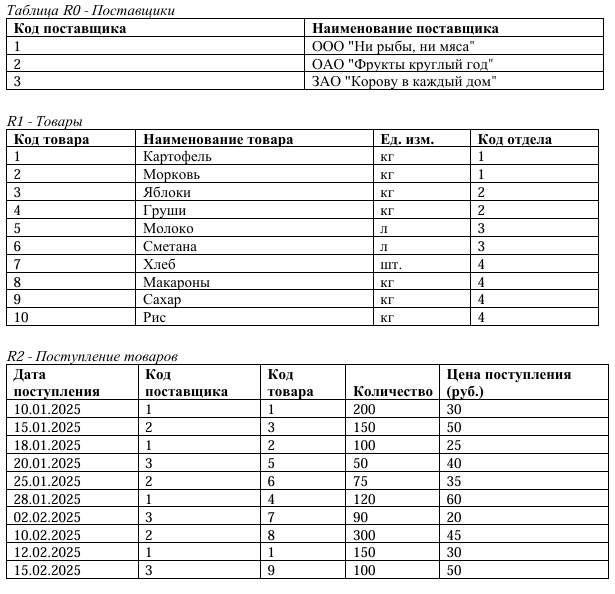 Таблица R0 - Поставщики
Код поставщика Наименование поставщика
1 ООО "Ни рыбы, ни мяса"
2 ОАО "Фрукты круглый год"
3 ЗАО "Корову в каждый дом"
R1 - Товары
Код товара Наименование товара Ед. изм. Код отдела
1 Картофель кг 1
2 Морковь кг 1
3 Яблоки кг 2
4 Груши кг 2
5 Молоко л 3
6 Сметана л 3
7 Хлеб шт. 4
8 Макароны кг 4
9 Сахар кг 4
10 Рис кг 4
R2 - Поступление товаров
Дата Код Код Цена поступления
поступления поставщика товара Количество (руб.)
10.01.2025 1 1 200 30
15.01.2025 2 3 150 50
18.01.2025 1 2 100 25
20.01.2025 3 5 50 40
25.01.2025 2 6 75 35
28.01.2025 1 4 120 60
02.02.2025 3 7 90 20
10.02.2025 2 8 300 45
12.02.2025 1 1 150 30
15.02.2025 3 9 100 50